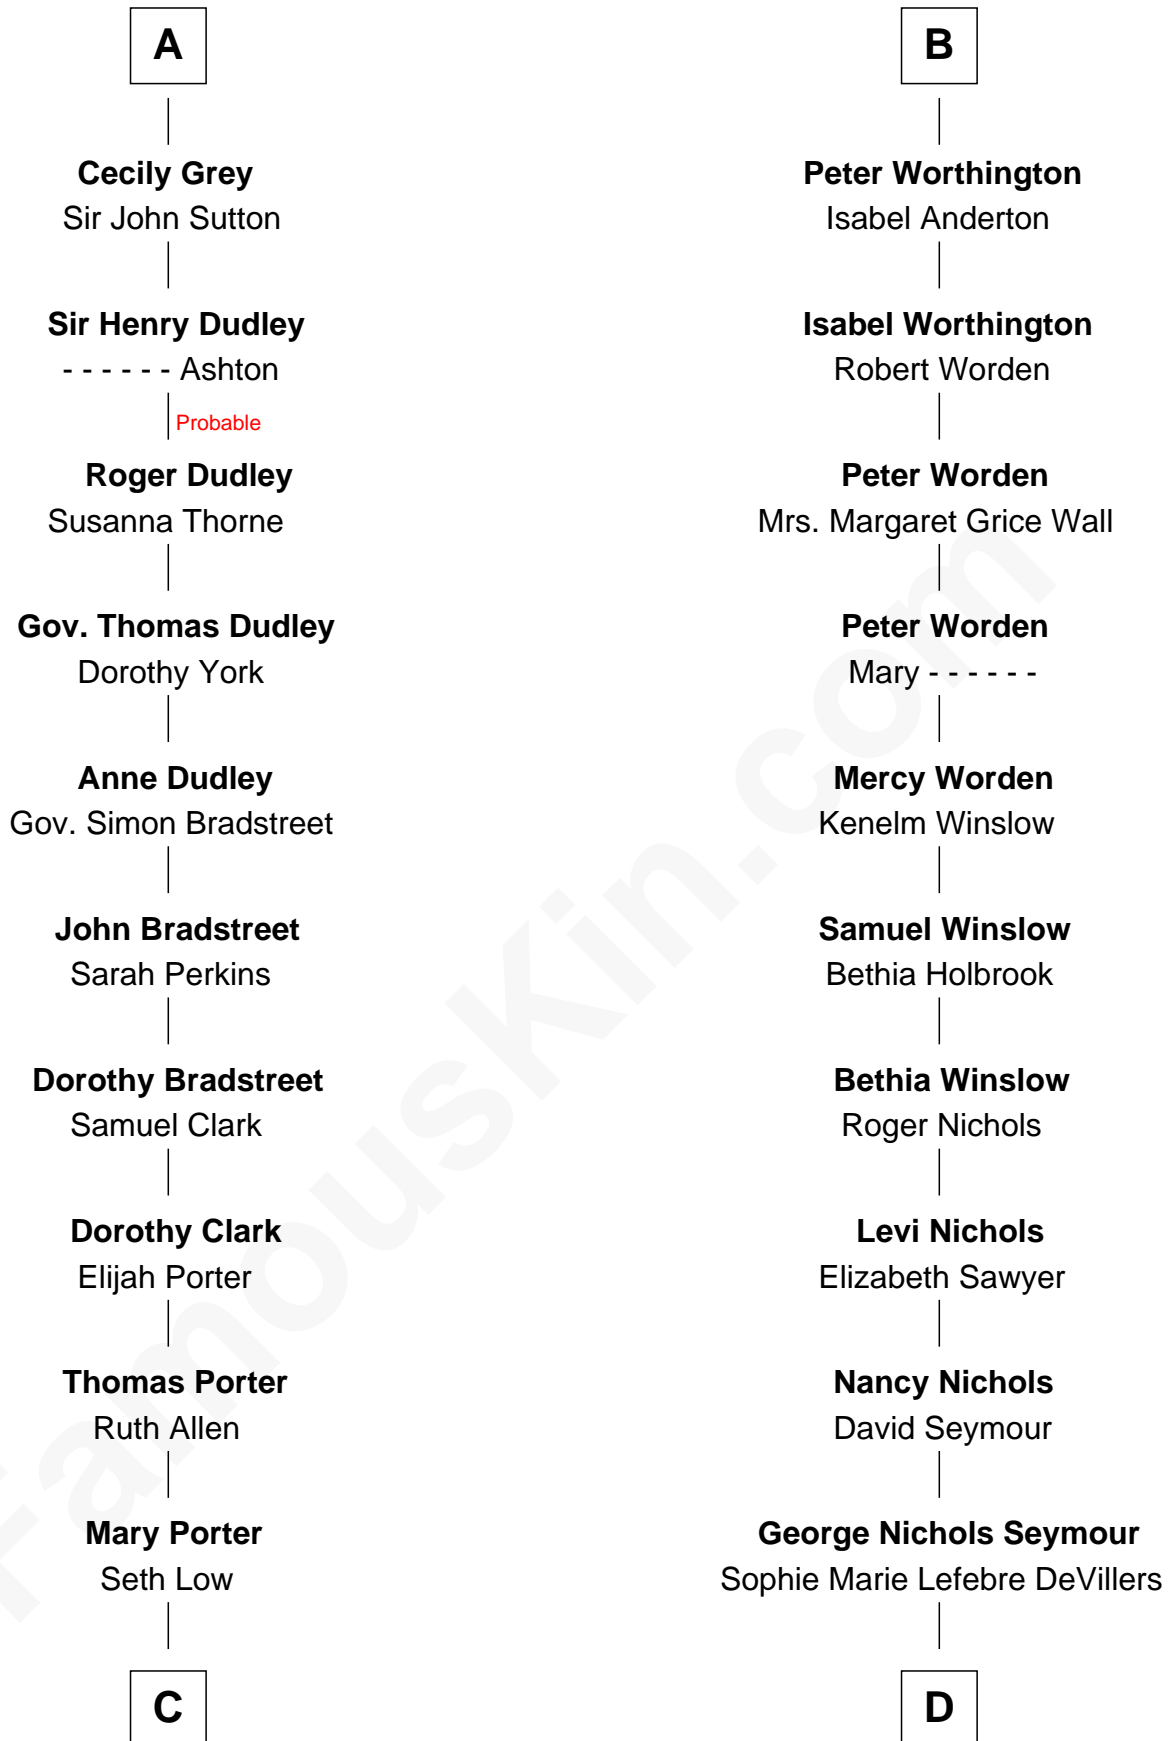 A
Cecily Grey
Sir John Sutton
Sir Henry Dudley
- - - - - - Ashton
Probable
Roger Dudley
Susanna Thorne
Gov. Thomas Dudley
Dorothy York
Anne Dudley
Gov. Simon Bradstreet
John Bradstreet
Sarah Perkins
Dorothy Bradstreet
Samuel Clark
Dorothy Clark
Elijah Porter
Thomas Porter
Ruth Allen
Mary Porter
Seth Low
C
B
Peter Worthington
Isabel Anderton
Isabel Worthington
Robert Worden
Peter Worden
Mrs. Margaret Grice Wall
Peter Worden
Mary - - - - - -
Mercy Worden
Kenelm Winslow
Samuel Winslow
Bethia Holbrook
Bethia Winslow
Roger Nichols
Levi Nichols
Elizabeth Sawyer
Nancy Nichols
David Seymour
George Nichols Seymour
Sophie Marie Lefebre DeVillers
D
FamousKin.com